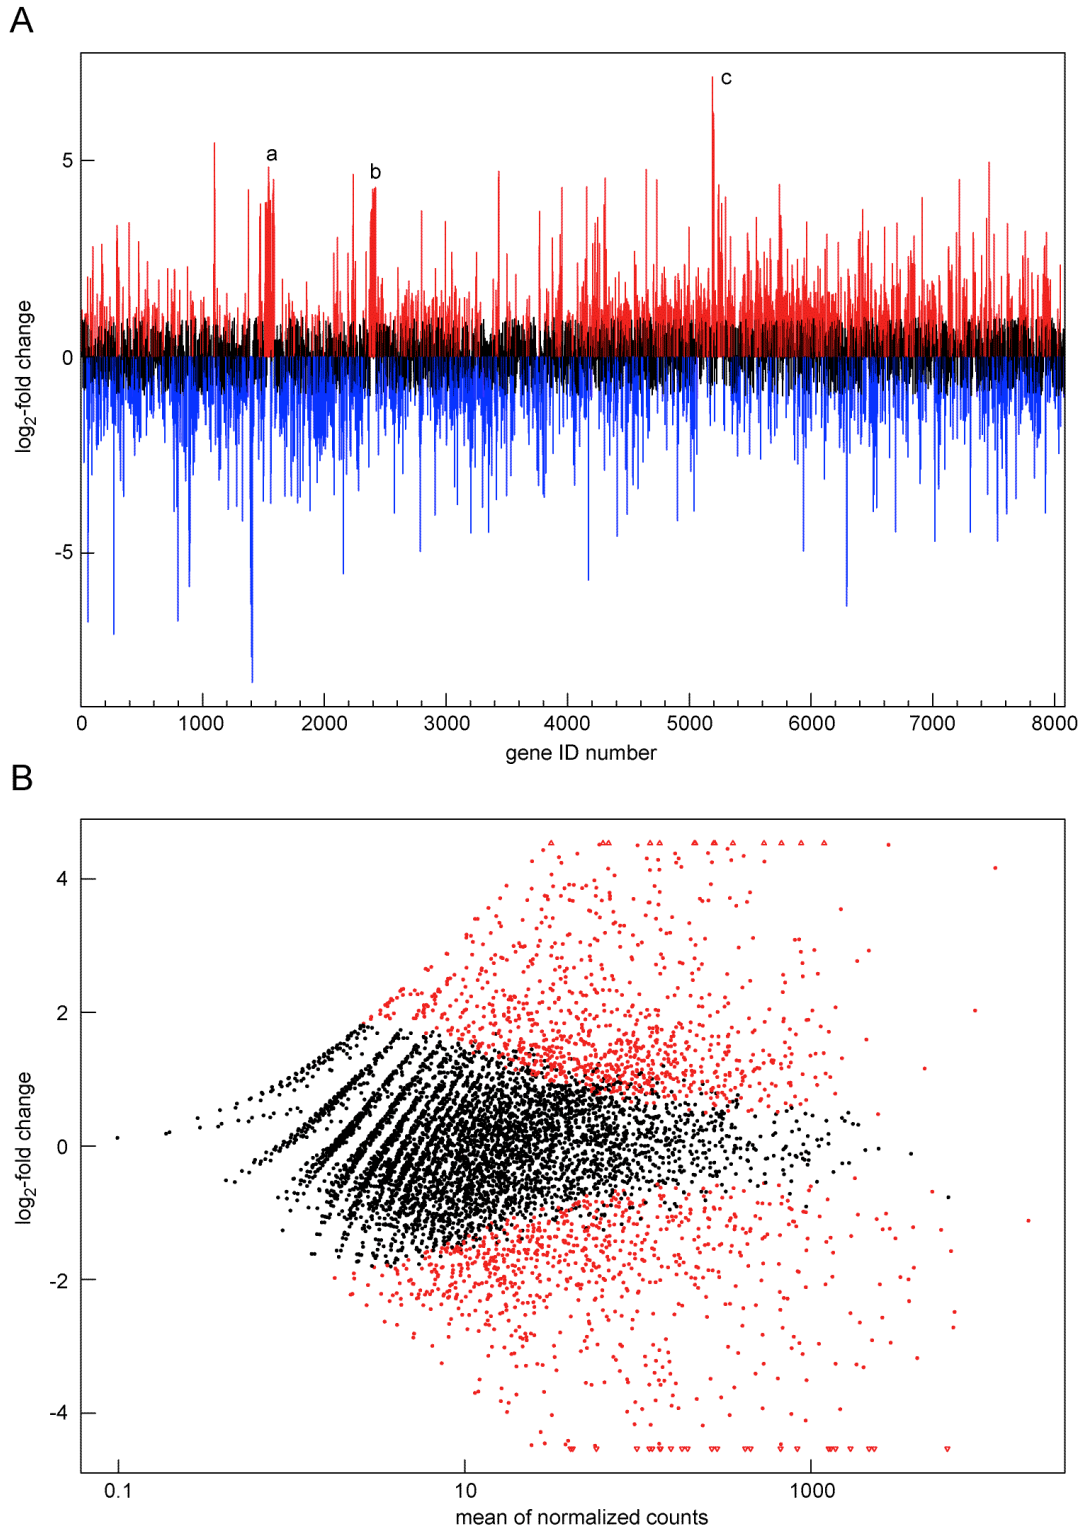 A
c
a
b
5
0
-5
log2-fold change
0 1000 2000 3000 4000 5000 6000 7000 8000
gene ID number
B
4
2
0
-2
-4
log2-fold change
0.1 10 1000
mean of normalized counts